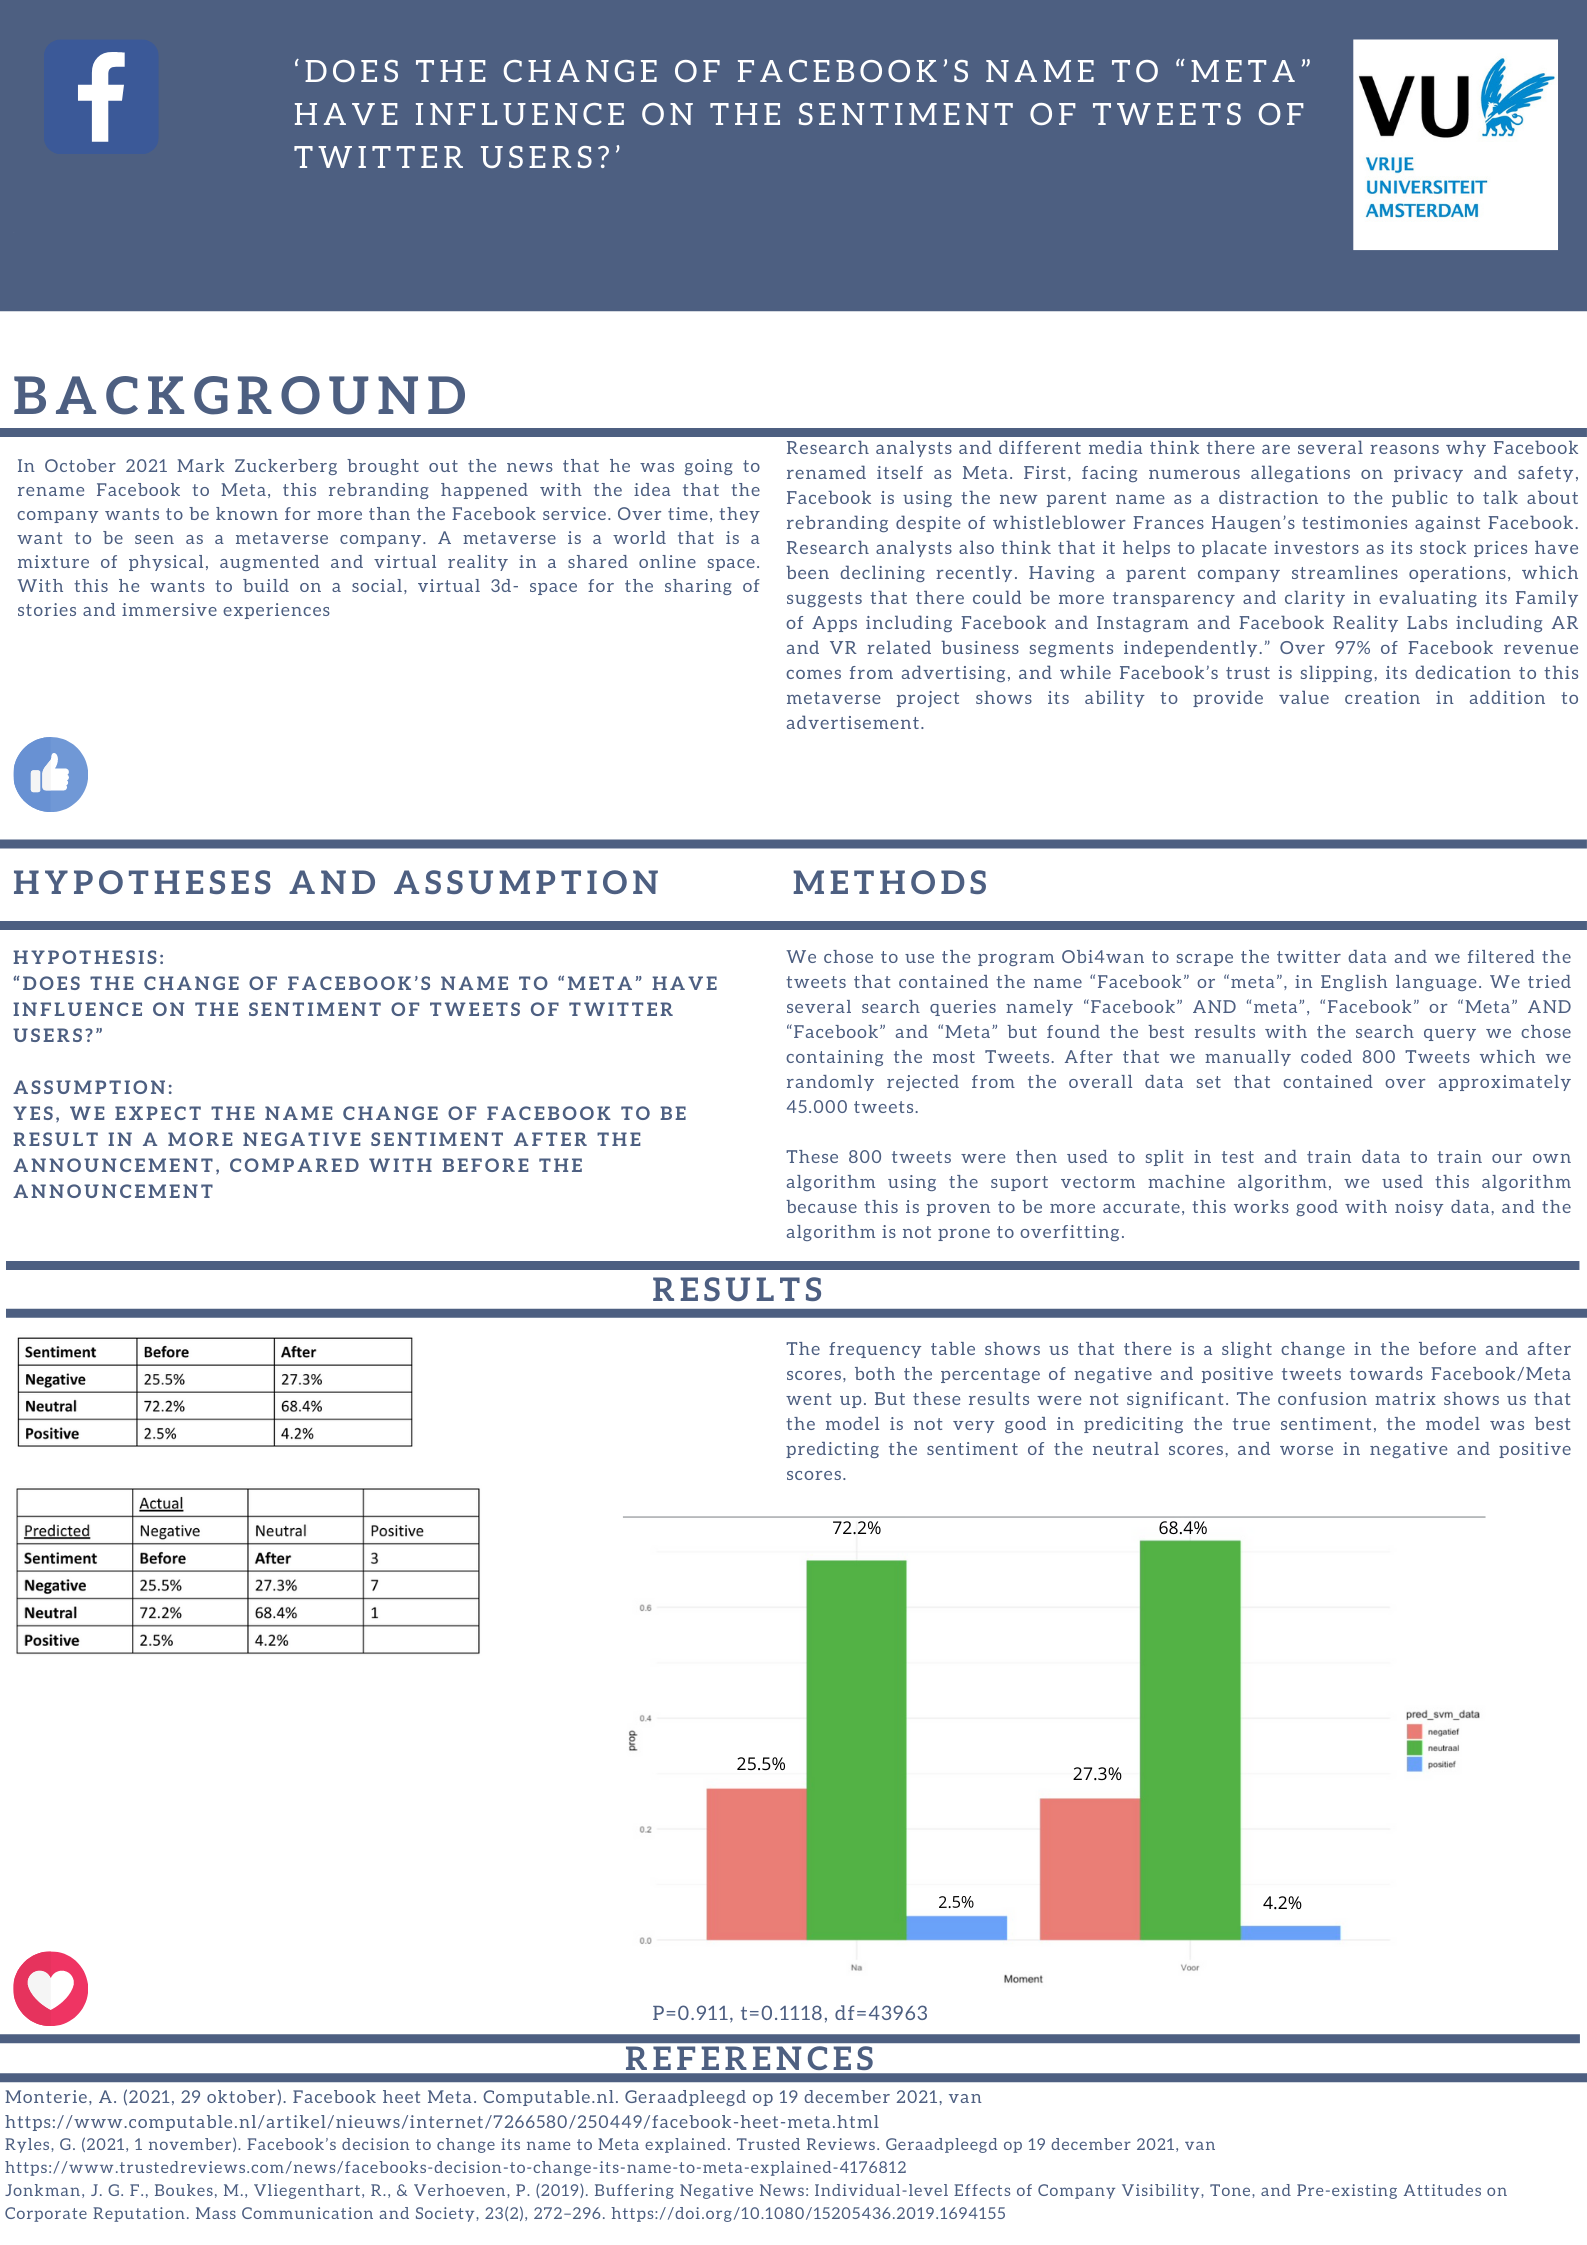 ‘DOES THE CHANGE OF FACEBOOK’S NAME TO “META”
HAVE INFLUENCE ON THE SENTIMENT OF TWEETS OF
TWITTER USERS?’
VU
VRIJE
UNIVERSITEIT
AMSTERDAM
BACKGROUND
In October 2021 Mark Zuckerberg brought out the news that he was going to
rename Facebook to Meta, this rebranding happened with the idea that the
company wants to be known for more than the Facebook service. Over time, they
want to be seen as a metaverse company. A metaverse is a world that is a
mixture of physical, augmented and virtual reality in a shared online space.
With this he wants to build on a social, virtual 3d- space for the sharing of
stories and immersive experiences
Research analysts and different media think there are several reasons why Facebook
renamed itself as Meta. First, facing numerous allegations on privacy and safety,
Facebook is using the new parent name as a distraction to the public to talk about
rebranding despite of whistleblower Frances Haugen’s testimonies against Facebook.
Research analysts also think that it helps to placate investors as its stock prices have
been declining recently. Having a parent company streamlines operations, which
suggests that there could be more transparency and clarity in evaluating its Family
of Apps including Facebook and Instagram and Facebook Reality Labs including AR
and VR related business segments independently.” Over 97% of Facebook revenue
comes from advertising, and while Facebook’s trust is slipping, its dedication to this
metaverse project shows its ability to provide value creation in addition to
advertisement.
HYPOTHESES AND ASSUMPTION
HYPOTHESIS:
“DOES THE CHANGE OF FACEBOOK’S NAME TO “META” HAVE
INFLUENCE ON THE SENTIMENT OF TWEETS OF TWITTER
USERS?”
ASSUMPTION:
YES, WE EXPECT THE NAME CHANGE OF FACEBOOK TO BE
RESULT IN A MORE NEGATIVE SENTIMENT AFTER THE
ANNOUNCEMENT, COMPARED WITH BEFORE THE
ANNOUNCEMENT
METHODS
We chose to use the program Obi4wan to scrape the twitter data and we filtered the
tweets that contained the name “Facebook” or “meta”, in English language. We tried
several search queries namely “Facebook” AND “meta”, “Facebook” or “Meta” AND
“Facebook” and “Meta” but found the best results with the search query we chose
containing the most Tweets. After that we manually coded 800 Tweets which we
randomly rejected from the overall data set that contained over approximately
45.000 tweets.
These 800 tweets were then used to split in test and train data to train our own
algorithm using the suport vectorm machine algorithm, we used this algorithm
because this is proven to be more accurate, this works good with noisy data, and the
algorithm is not prone to overfitting.
RESULTS
Sentiment Before After
Negative 25.5% 27.3%
Neutral 72.2% 68.4%
Positive 2.5% 4.2%
Actual
Predicted Negative Neutral Positive
Sentiment Before After 3
Negative 25.5% 27.3% 7
Neutral 72.2% 68.4% 1
Positive 2.5% 4.2%
The frequency table shows us that there is a slight change in the before and after
scores, both the percentage of negative and positive tweets towards Facebook/Meta
went up. But these results were not significant. The confusion matrix shows us that
the model is not very good in prediciting the true sentiment, the model was best
predicting the sentiment of the neutral scores, and worse in negative and positive
scores.
72.2% 68.4%
0.6
0.4
prop
25.5% 27.3%
0.2
2.5% 4.2%
0.0
Na Voor
Moment
pred_svm_data
negatief
neutraal
positief
P=0.911, t=0.1118, df=43963
REFERENCES
Monterie, A. (2021, 29 oktober). Facebook heet Meta. Computable.nl. Geraadpleegd op 19 december 2021, van
https://www.computable.nl/artikel/nieuws/internet/7266580/250449/facebook-heet-meta.html
Ryles, G. (2021, 1 november). Facebook’s decision to change its name to Meta explained. Trusted Reviews. Geraadpleegd op 19 december 2021, van
https://www.trustedreviews.com/news/facebooks-decision-to-change-its-name-to-meta-explained-4176812
Jonkman, J. G. F., Boukes, M., Vliegenthart, R., & Verhoeven, P. (2019). Buffering Negative News: Individual-level Effects of Company Visibility, Tone, and Pre-existing Attitudes on
Corporate Reputation. Mass Communication and Society, 23(2), 272–296. https://doi.org/10.1080/15205436.2019.1694155